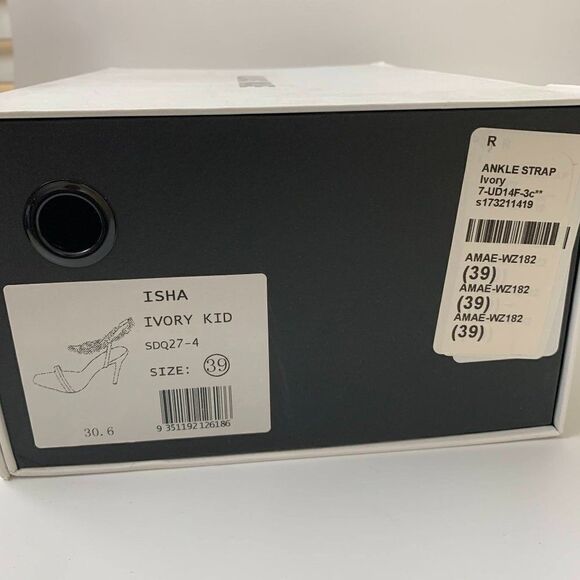 ISHA
IVORY KID
SDQ27-4
SIZE: 39
30.6
9 351192 126186
R
ANKLE STRAP
Ivory
7-UD14F-3c**
s173211419
AMAE-WZ182
(39)
AMAE-WZ182
(39)
AMAE-WZ182
(39)